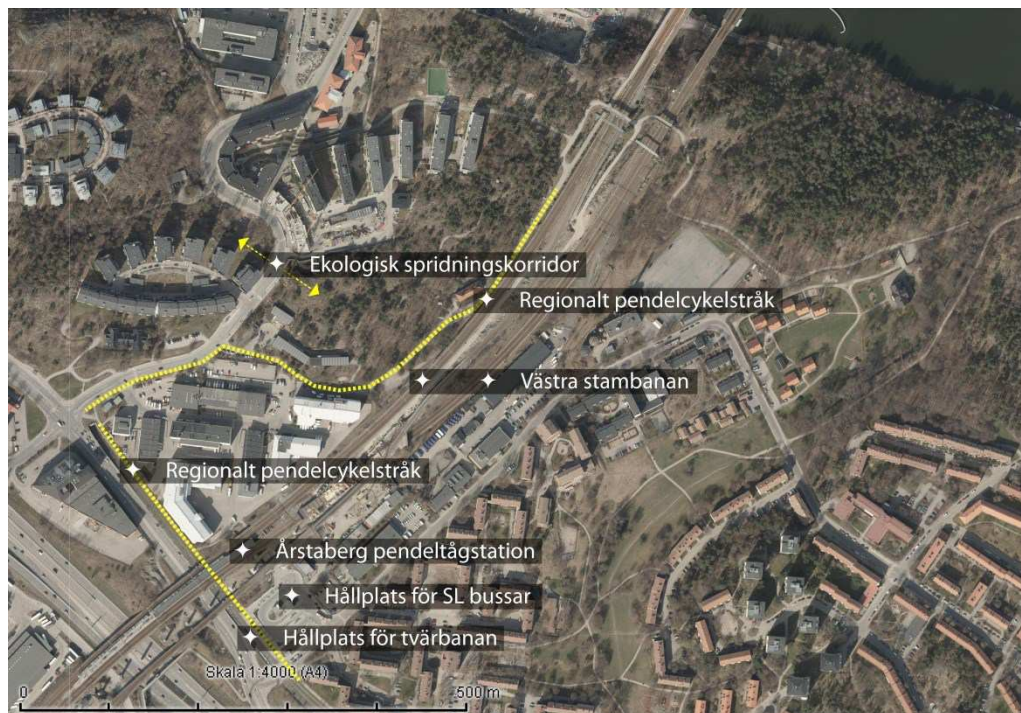 Ekologisk spridningskorridor
Regionalt pendelcykelstråk
Västra stambanan
Regionalt pendelcykelstråk
Årstaberg pendeltågstation
Hållplats för SL bussar
Hållplats för tvärbanan
Skala 1:4000 (A4)
0 500 m